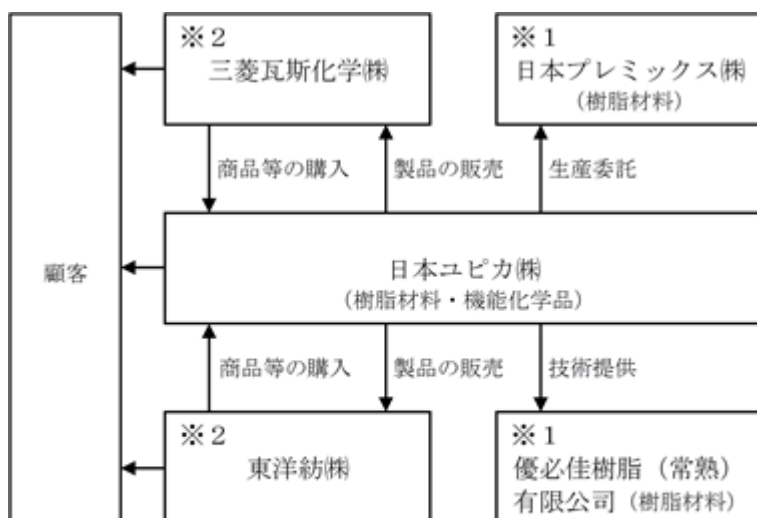 ※２
三菱瓦斯化学㈱
※１
日本プレミックス㈱
（樹脂材料）
商品等の購入
製品の販売
生産委託
顧客
日本ユピカ㈱
（樹脂材料・機能化学品）
商品等の購入
製品の販売
技術提供
※２
東洋紡㈱
※１
優必佳樹脂（常熟）
有限公司（樹脂材料）